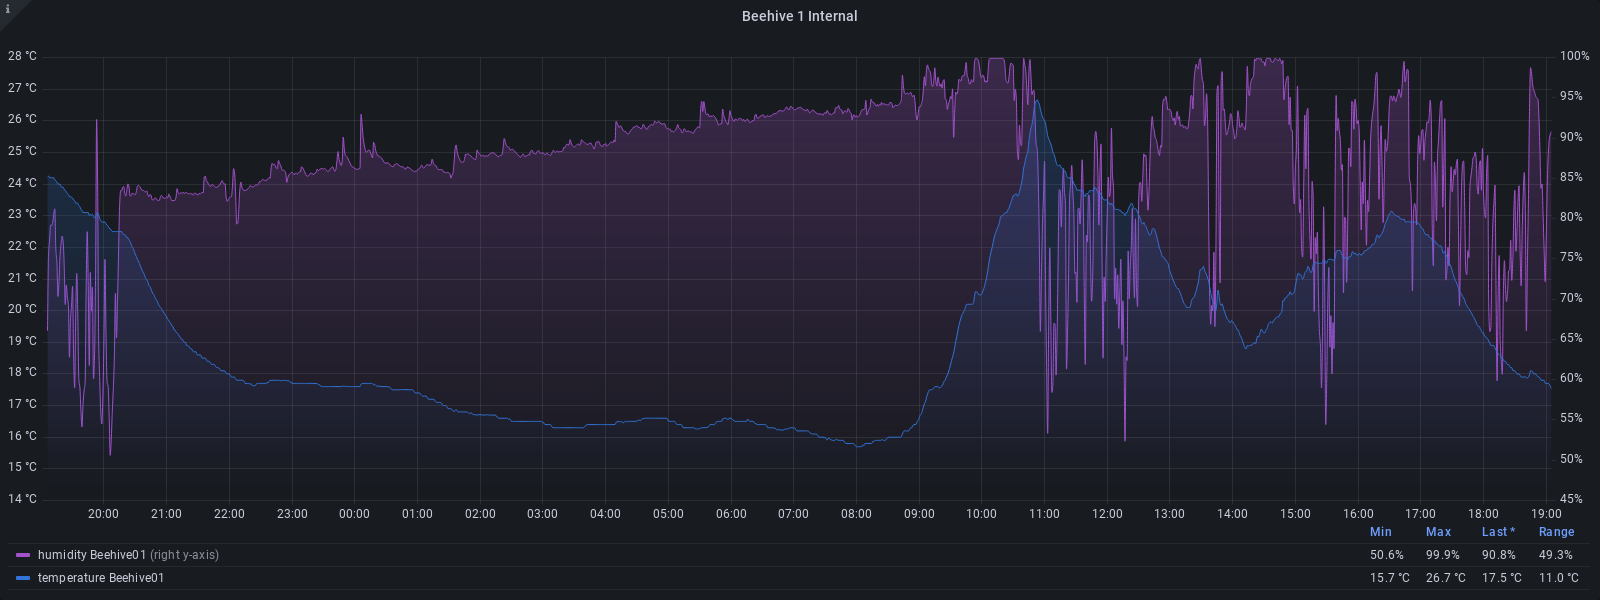 i
Beehive 1 Internal
28 °C 100%
27 °C 95%
26 °C 90%
25 °C 85%
24 °C 80%
23 °C 75%
22 °C 70%
21 °C 65%
20 °C 60%
19 °C 55%
18 °C 50%
17 °C 45%
16 °C
15 °C
14 °C
20:00 21:00 22:00 23:00 00:00 01:00 02:00 03:00 04:00 05:00 06:00 07:00 08:00 09:00 10:00 11:00 12:00 13:00 14:00 15:00 16:00 17:00 18:00 19:00
Min Max Last * Range
humidity Beehive01 (right y-axis) 50.6% 99.9% 90.8% 49.3%
temperature Beehive01 15.7 °C 26.7 °C 17.5 °C 11.0 °C